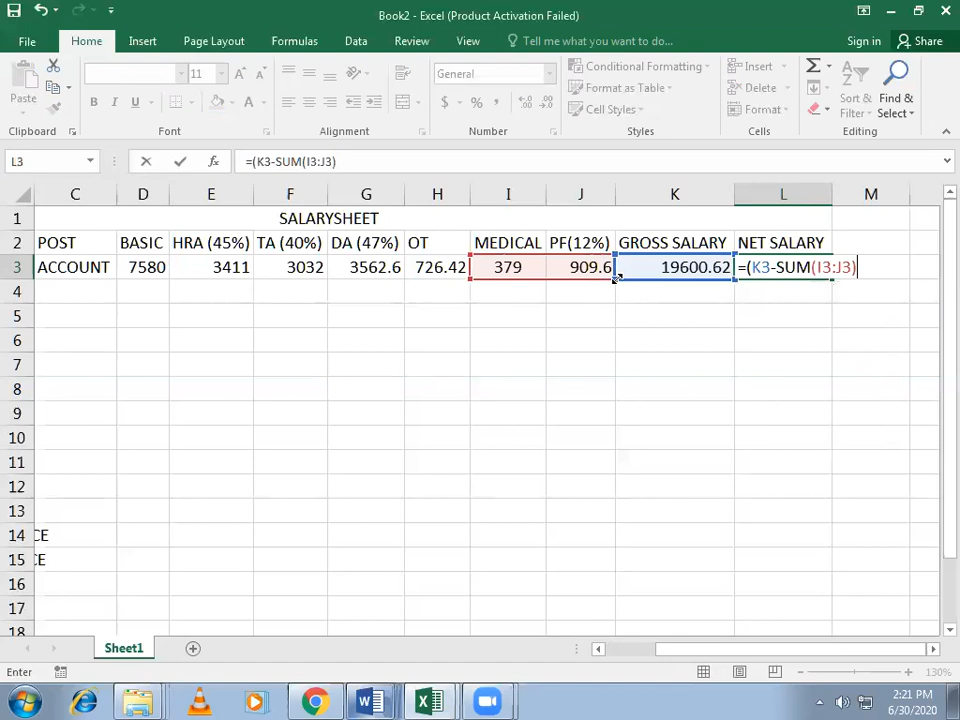 Book2 - Excel (Product Activation Failed)
File Home Insert Page Layout Formulas Data Review View Tell me what you want to do... Sign in Share
Paste
11
B I U
General
$ % ,
Conditional Formatting
Format as Table
Cell Styles
Insert
Delete
Format
Sort & Filter
Find & Select
Clipboard Font Alignment Number Styles Cells Editing
L3 fx =(K3-SUM(I3:J3)
C D E F G H I J K L M
1 SALARYSHEET
2 POST BASIC HRA (45%) TA (40%) DA (47%) OT MEDICAL PF(12%) GROSS SALARY NET SALARY
3 ACCOUNT 7580 3411 3032 3562.6 726.42 379 909.6 19600.62 =(K3-SUM(I3:J3)
4
5
6
7
8
9
10
11
12
13
14 CE
15 CE
16
17
18
Sheet1
Enter 130%
2:21 PM
6/30/2020